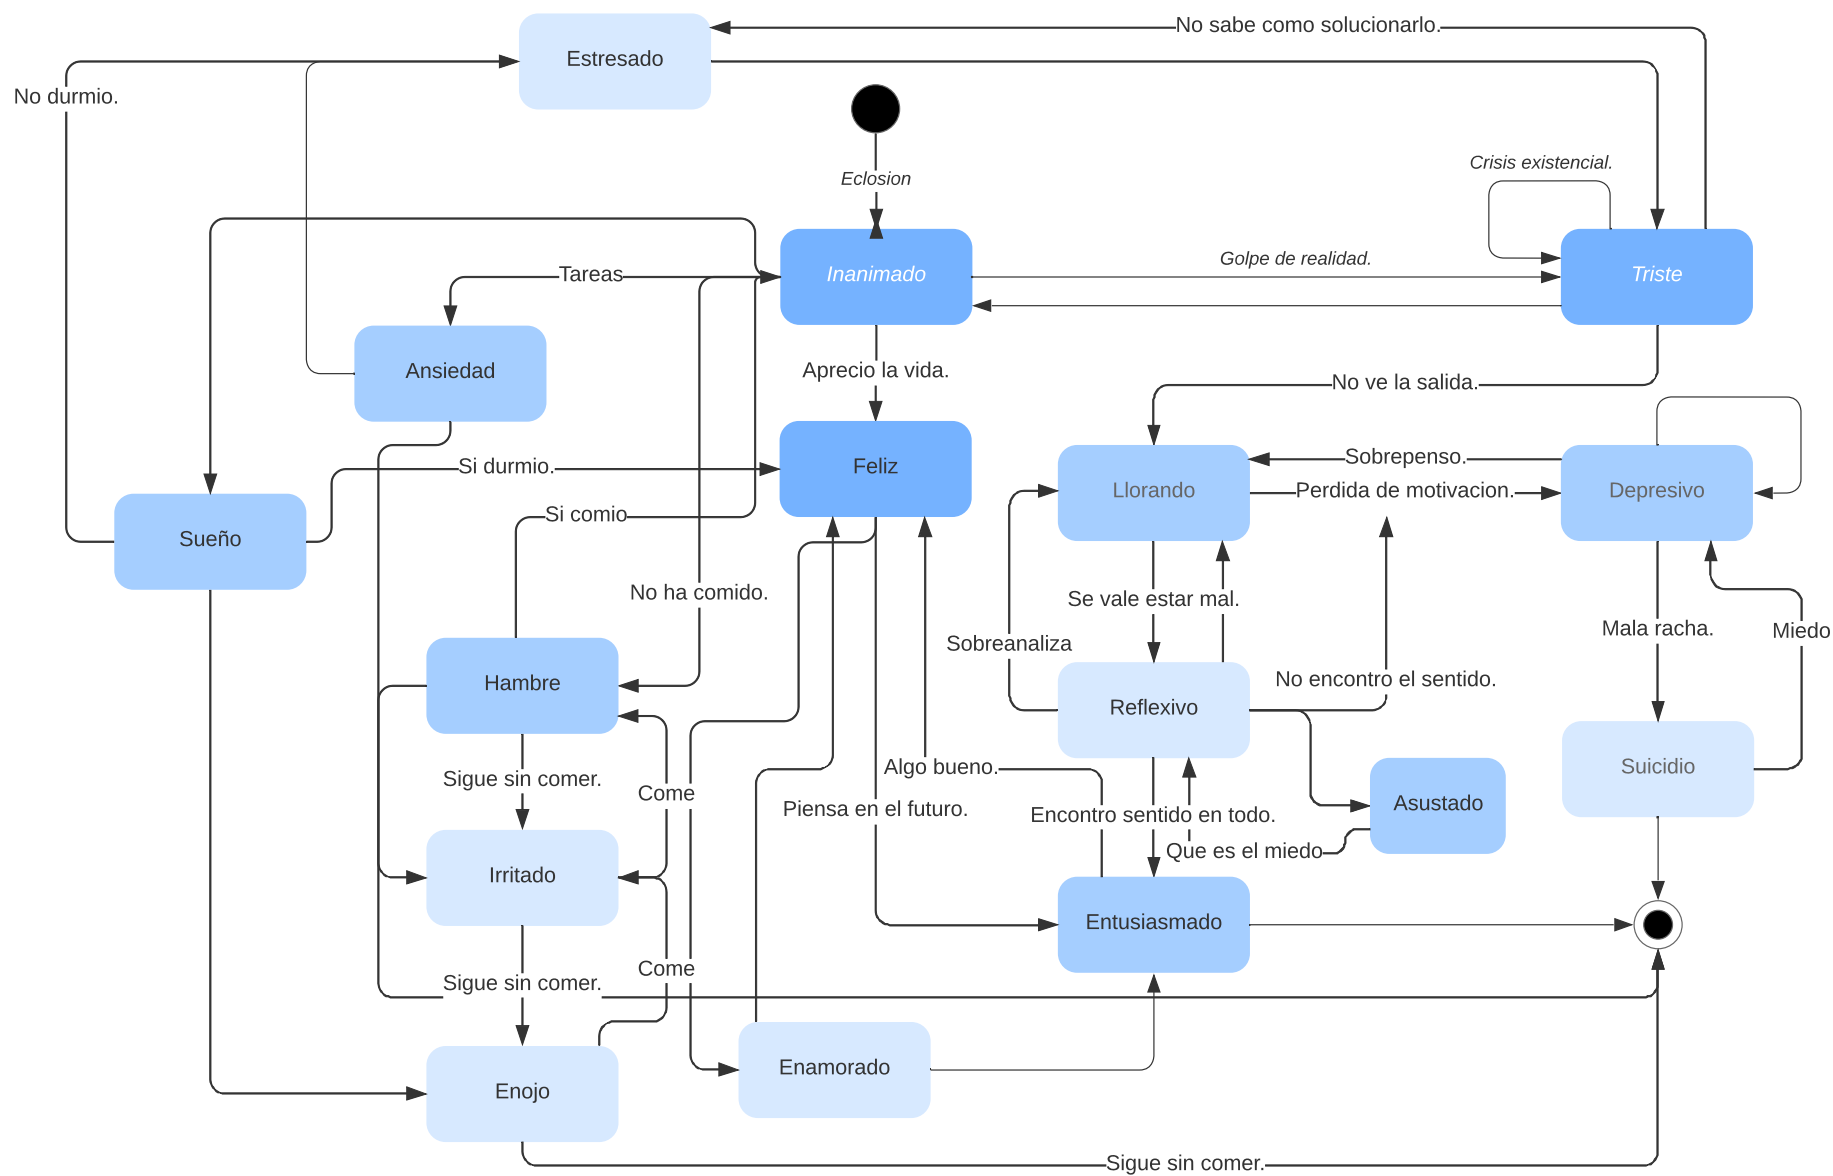 No sabe como solucionarlo.
Estresado
No durmio.
Crisis existencial.
Eclosion
Golpe de realidad.
Tareas
Inanimado
Triste
Ansiedad
Aprecio la vida.
No ve la salida.
Si durmio.
Feliz
Sobrepenso.
Llorando
Perdida de motivacion.
Depresivo
Si comio
Sueño
No ha comido.
Se vale estar mal.
Mala racha.
Miedo
Sobreanaliza
Hambre
No encontro el sentido.
Reflexivo
Algo bueno.
Suicidio
Sigue sin comer.
Come
Piensa en el futuro.
Encontro sentido en todo.
Asustado
Que es el miedo
Irritado
Entusiasmado
Come
Sigue sin comer.
Enamorado
Enojo
Sigue sin comer.